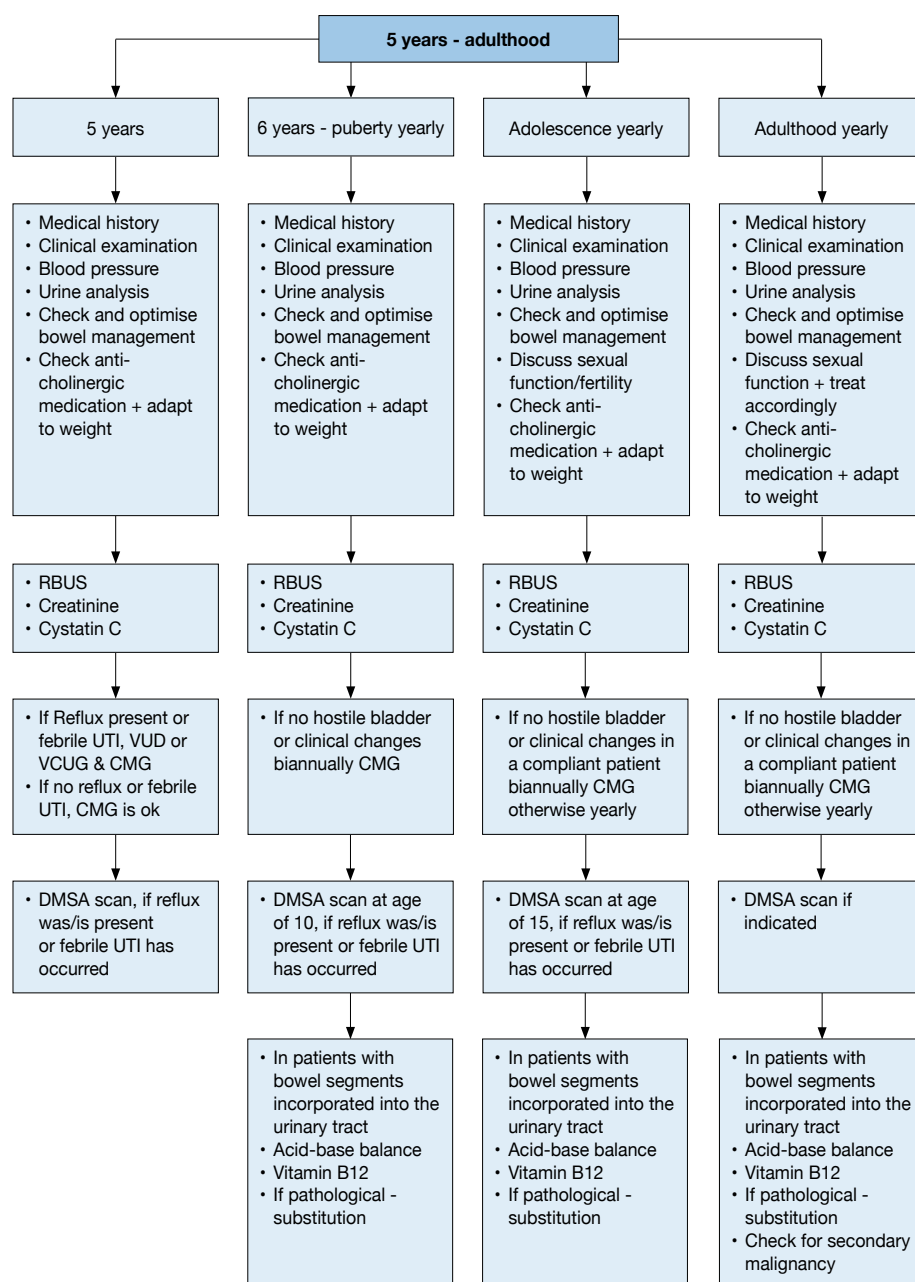 5 years - adulthood
5 years
6 years - puberty yearly
Adolescence yearly
Adulthood yearly
• Medical history
• Clinical examination
• Blood pressure
• Urine analysis
• Check and optimise
bowel management
• Check anti-
cholinergic
medication + adapt
to weight
• Medical history
• Clinical examination
• Blood pressure
• Urine analysis
• Check and optimise
bowel management
• Check anti-
cholinergic
medication + adapt
to weight
• Medical history
• Clinical examination
• Blood pressure
• Urine analysis
• Check and optimise
bowel management
• Discuss sexual
function/fertility
• Check anti-
cholinergic
medication + adapt
to weight
• Medical history
• Clinical examination
• Blood pressure
• Urine analysis
• Check and optimise
bowel management
• Discuss sexual
function + treat
accordingly
• Check anti-
cholinergic
medication + adapt
to weight
• RBUS
• Creatinine
• Cystatin C
• RBUS
• Creatinine
• Cystatin C
• RBUS
• Creatinine
• Cystatin C
• RBUS
• Creatinine
• Cystatin C
• If Reflux present or
febrile UTI, VUD or
VCUG & CMG
• If no reflux or febrile
UTI, CMG is ok
• If no hostile bladder
or clinical changes
biannually CMG
• If no hostile bladder
or clinical changes in
a compliant patient
biannually CMG
otherwise yearly
• If no hostile bladder
or clinical changes in
a compliant patient
biannually CMG
otherwise yearly
• DMSA scan, if reflux
was/is present
or febrile UTI has
occurred
• DMSA scan at age
of 10, if reflux was/is
present or febrile UTI
has occurred
• DMSA scan at age
of 15, if reflux was/is
present or febrile UTI
has occurred
• DMSA scan if
indicated
• In patients with
bowel segments
incorporated into the
urinary tract
• Acid-base balance
• Vitamin B12
• If pathological -
substitution
• In patients with
bowel segments
incorporated into the
urinary tract
• Acid-base balance
• Vitamin B12
• If pathological -
substitution
• In patients with
bowel segments
incorporated into the
urinary tract
• Acid-base balance
• Vitamin B12
• If pathological -
substitution
• Check for secondary
malignancy